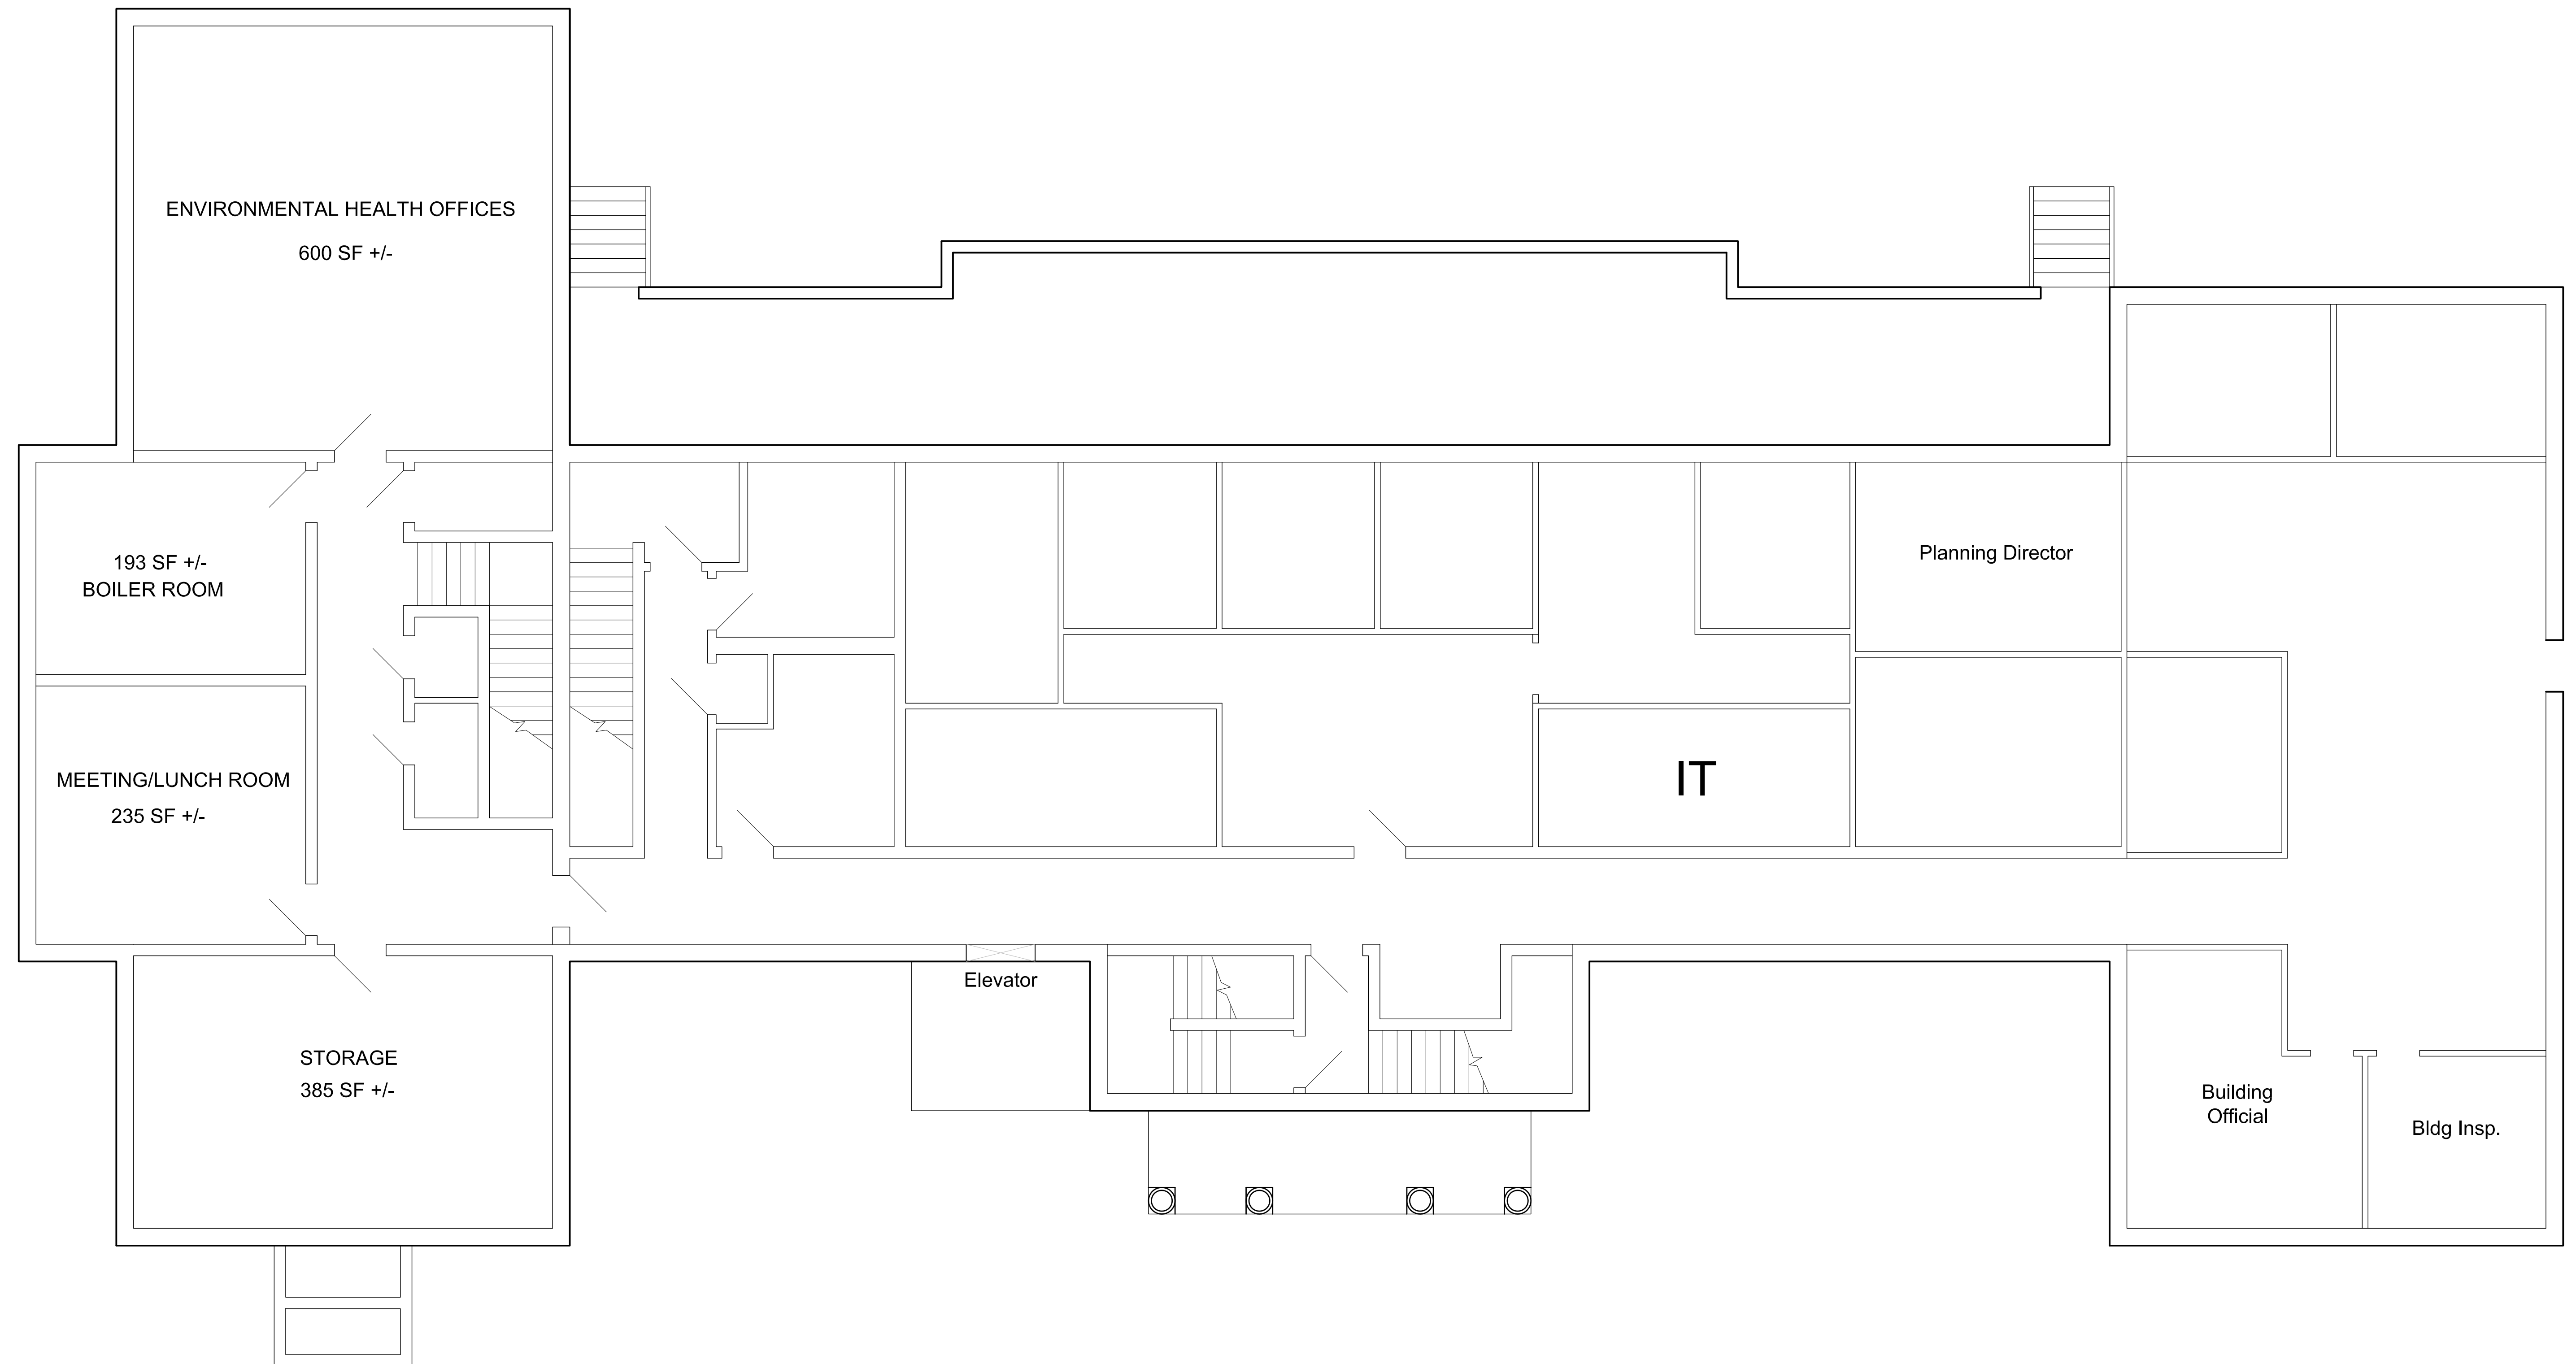 ENVIRONMENTAL HEALTH OFFICES
600 SF +/-
193 SF +/-
BOILER ROOM
Planning Director
MEETING/LUNCH ROOM
235 SF +/-
IT
Elevator
STORAGE
385 SF +/-
Building
Official
Bldg Insp.